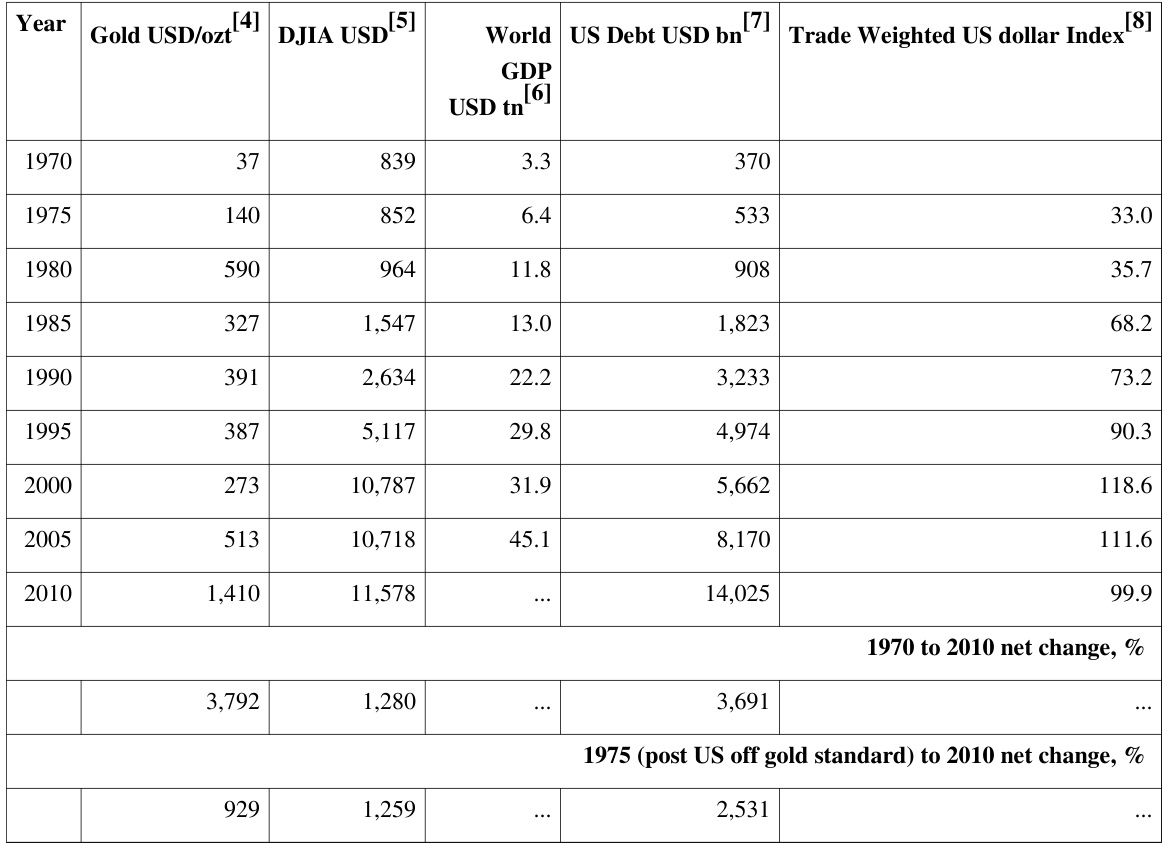 Year Gold USD/ozt[4] DJIA USD[5] World GDP USD tn[6] US Debt USD bn[7] Trade Weighted US dollar Index[8]
1970 37 839 3.3 370
1975 140 852 6.4 533 33.0
1980 590 964 11.8 908 35.7
1985 327 1,547 13.0 1,823 68.2
1990 391 2,634 22.2 3,233 73.2
1995 387 5,117 29.8 4,974 90.3
2000 273 10,787 31.9 5,662 118.6
2005 513 10,718 45.1 8,170 111.6
2010 1,410 11,578 ... 14,025 99.9
1970 to 2010 net change, %
3,792 1,280 ... 3,691 ...
1975 (post US off gold standard) to 2010 net change, %
929 1,259 ... 2,531 ...